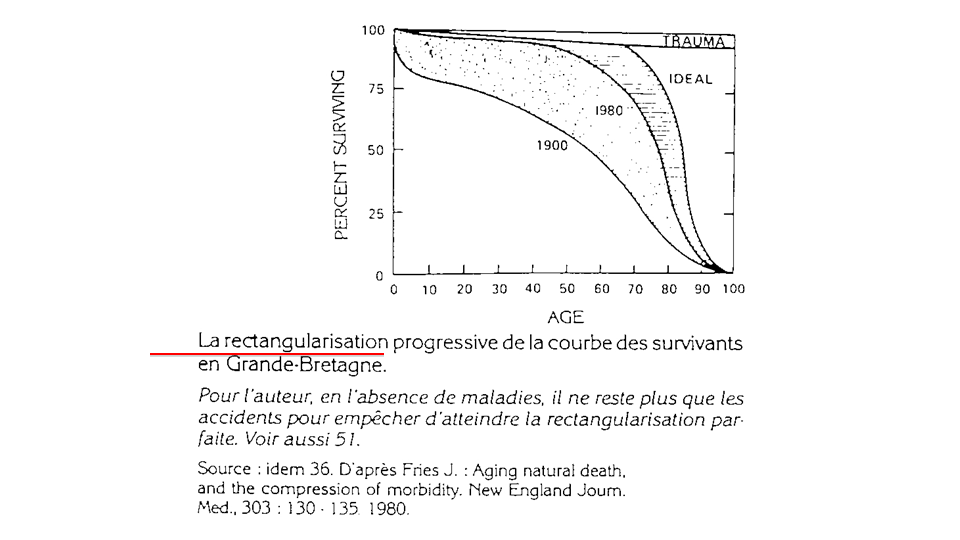 100
TRAUMA
IDEAL
75
1980
1900
50
25
0
PERCENT SURVIVING
0 10 20 30 40 50 60 70 80 90 100
AGE
La rectangularisation progressive de la courbe des survivants
en Grande-Bretagne.
Pour l'auteur, en l'absence de maladies, il ne reste plus que les
accidents pour empêcher d'atteindre la rectangularisation par-
faite. Voir aussi 51.
Source : idem 36. D'après Fries J. : Aging natural death,
and the compression of morbidity. New England Journ.
Med., 303 : 130 - 135 1980.